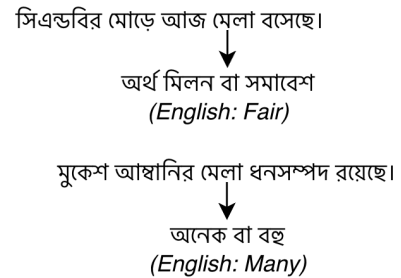 সিএন্ডবির মোড়ে আজ মেলা বসেছে।
অর্থ মিলন বা সমাবেশ
(English: Fair)
মুকেশ আম্বানির মেলা ধনসম্পদ রয়েছে।
অনেক বা বহু
(English: Many)